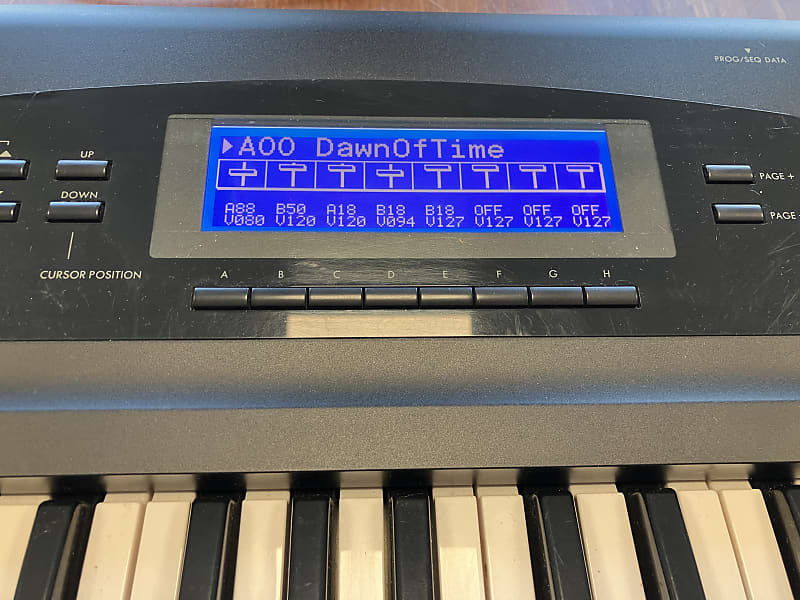 PROG/SEQ DATA
▶A00 DawnOfTime
UP
PAGE +
A88 B50 A18 B18 B18 OFF OFF OFF
V080 V120 V120 V094 V127 V127 V127 V127
DOWN
PAGE -
CURSOR POSITION
A B C D E F G H